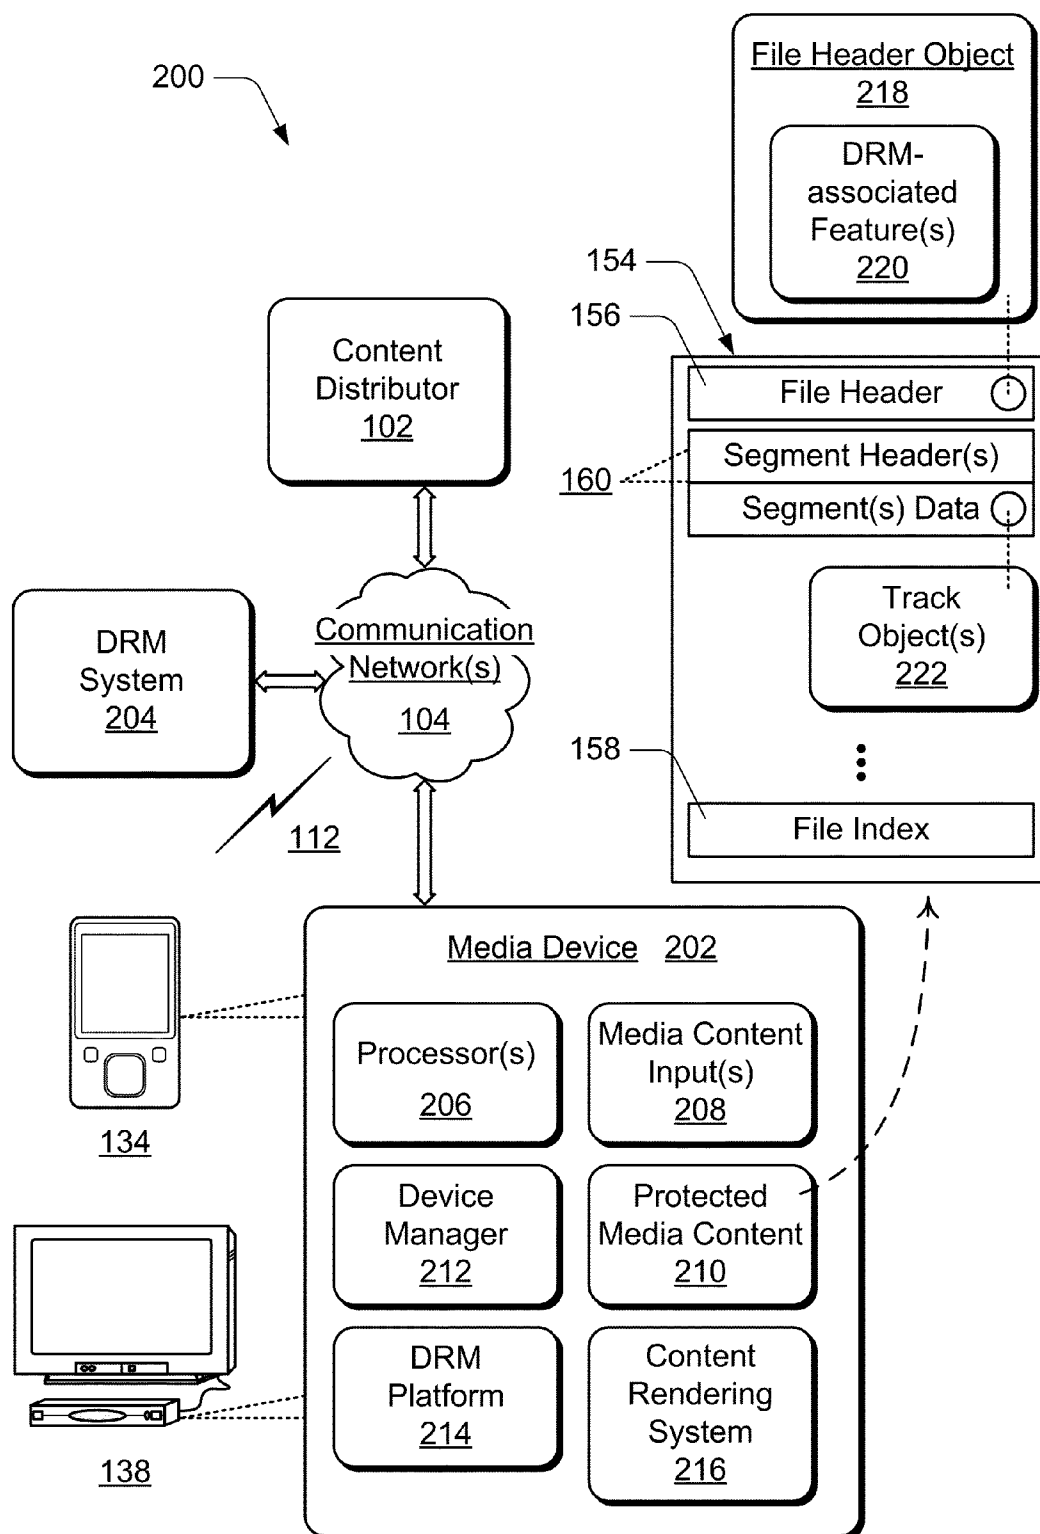 200
File Header Object
218
DRM-
associated
Feature(s)
220
154
156
File Header
Segment Header(s)
160
Segment(s) Data
Track
Object(s)
222
158
File Index
Content
Distributor
102
DRM
System
204
Communication
Network(s)
104
112
Media Device 202
Processor(s)
206
Media Content
Input(s)
208
134
Device
Manager
212
Protected
Media Content
210
DRM
Platform
214
Content
Rendering
System
216
138